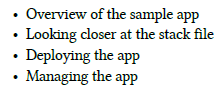 • Overview of the sample app
• Looking closer at the stack file
• Deploying the app
• Managing the app